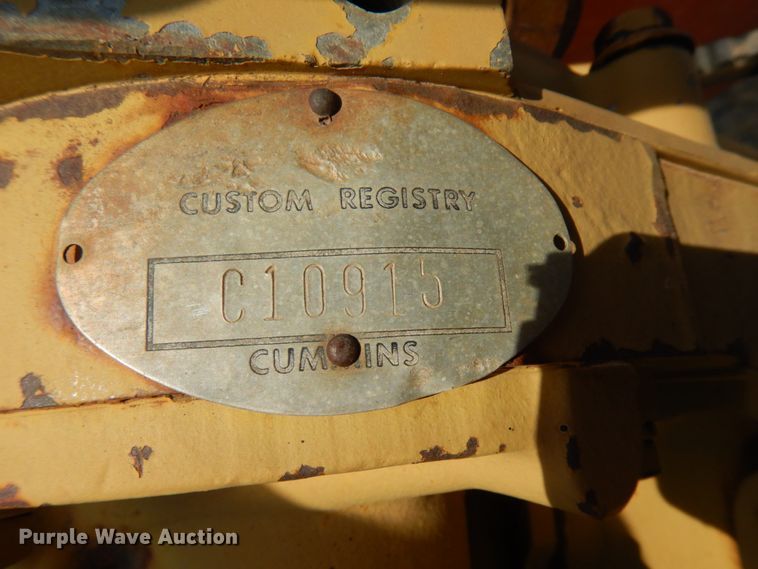 CUSTOM REGISTRY
C10915
CUMMINS
Purple Wave Auction